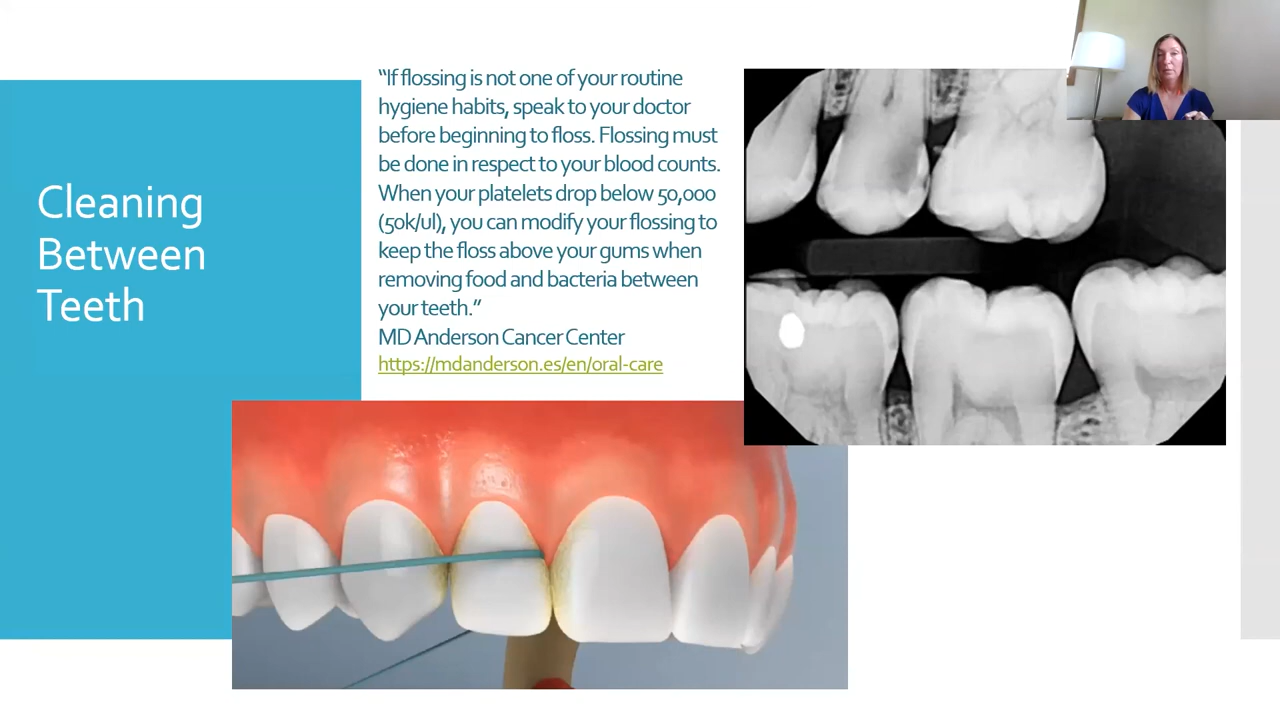 Cleaning
Between
Teeth
“If flossing is not one of your routine
hygiene habits, speak to your doctor
before beginning to floss. Flossing must
be done in respect to your blood counts.
When your platelets drop below 50,000
(50k/ul), you can modify your flossing to
keep the floss above your gums when
removing food and bacteria between
your teeth.”
MD Anderson Cancer Center
https://mdanderson.es/en/oral-care